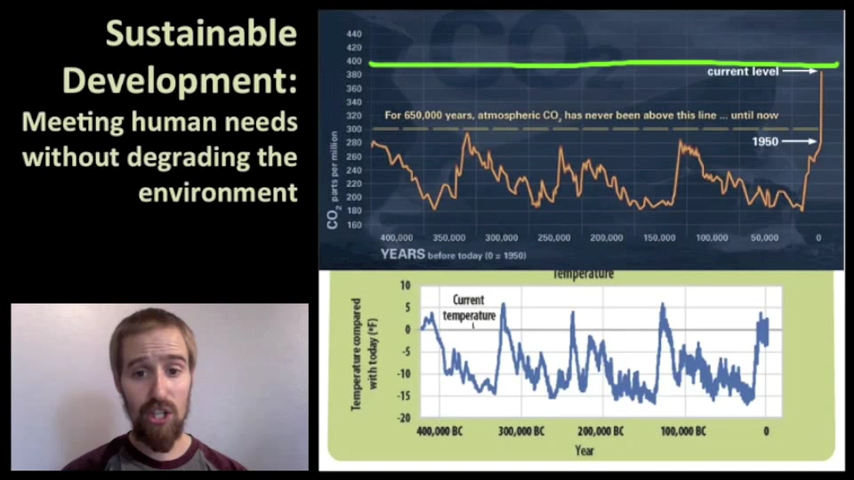 Sustainable
Development:
Meeting human needs
without degrading the
environment
440
420
400
380
360
340
320
300
280
260
240
220
200
180
160
CO2 parts per million
current level
For 650,000 years, atmospheric CO2 has never been above this line ... until now
1950
400,000 350,000 300,000 250,000 200,000 150,000 100,000 50,000 0
YEARS before today (0 = 1950)
Temperature
10
5
0
-5
-10
-15
-20
Temperature compared
with today (°F)
Current
temperature
400,000 BC 300,000 BC 200,000 BC 100,000 BC 0
Year